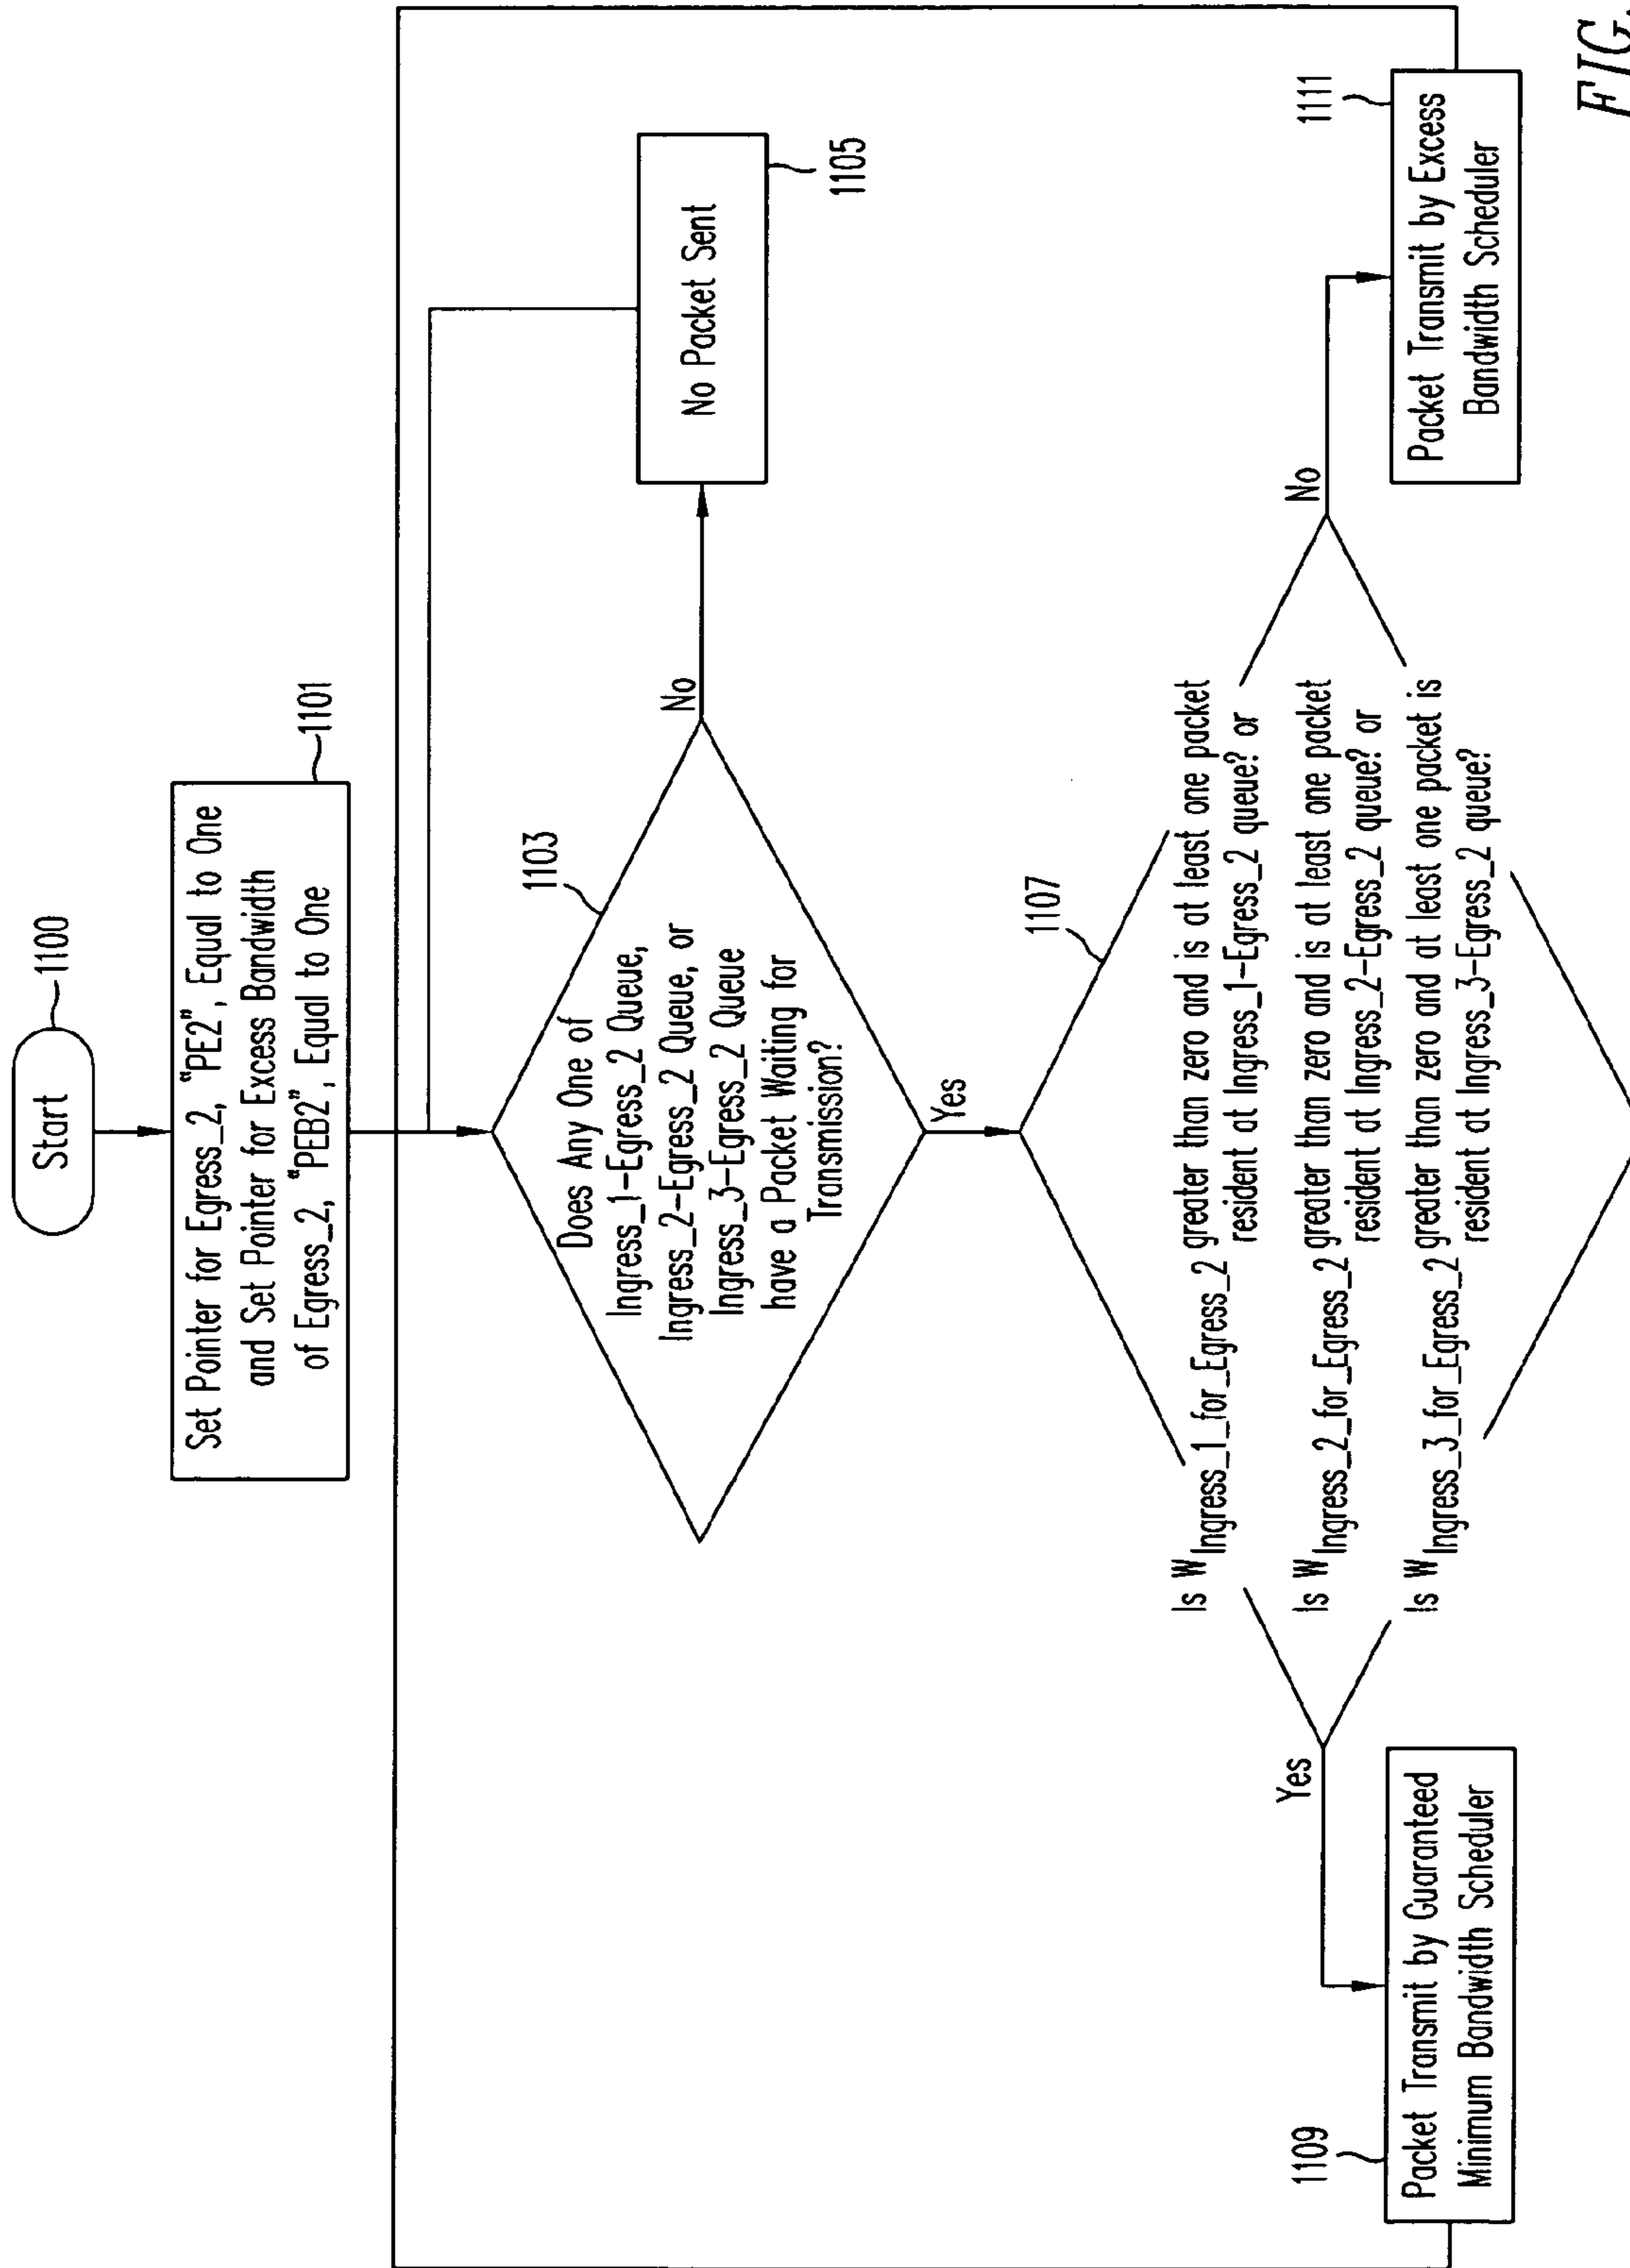 Start
1100
Set Pointer for Egress_2, "PE2", Equal to One
and Set Pointer for Excess Bandwidth
of Egress_2, "PEB2", Equal to One
1101
Does Any One of
Ingress_1-Egress_2 Queue,
Ingress_2-Egress_2 Queue, or
Ingress_3-Egress_2 Queue
have a Packet Waiting for
Transmission?
1103
No
No Packet Sent
1105
Yes
1107
Is W Ingress_1_for_Egress_2 greater than zero and is at least one packet
resident at Ingress_1-Egress_2 queue? or
Is W Ingress_2_for_Egress_2 greater than zero and is at least one packet
resident at Ingress_2-Egress_2 queue? or
Is W Ingress_3_for_Egress_2 greater than zero and at least one packet is
resident at Ingress_3-Egress_2 queue?
Yes
No
1109
Packet Transmit by Guaranteed
Minimum Bandwidth Scheduler
1111
Packet Transmit by Excess
Bandwidth Scheduler
FIG.